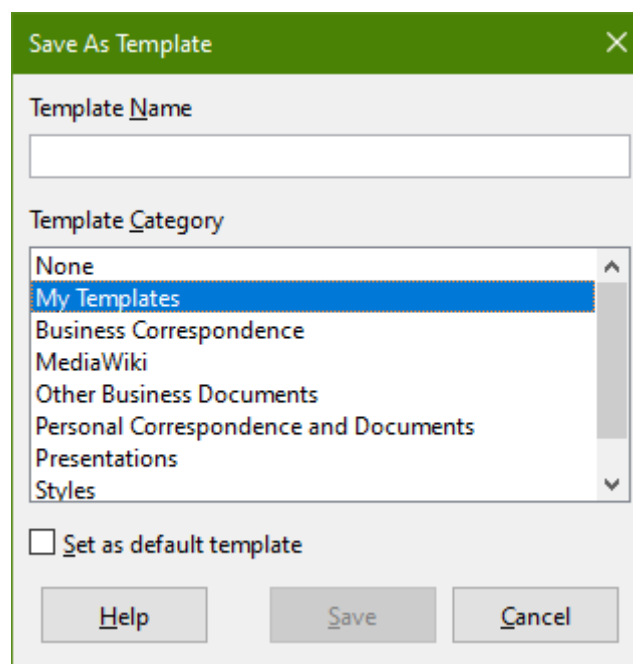 Save As Template
Template Name
Template Category
None
My Templates
Business Correspondence
MediaWiki
Other Business Documents
Personal Correspondence and Documents
Presentations
Styles
Set as default template
Help Save Cancel